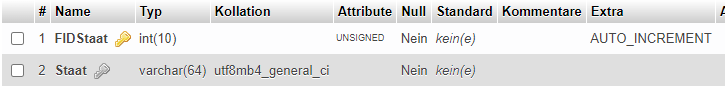 # Name Typ Kollation Attribute Null Standard Kommentare Extra
1 FIDStaat int(10) UNSIGNED Nein kein(e) AUTO_INCREMENT
2 Staat varchar(64) utf8mb4_general_ci Nein kein(e)